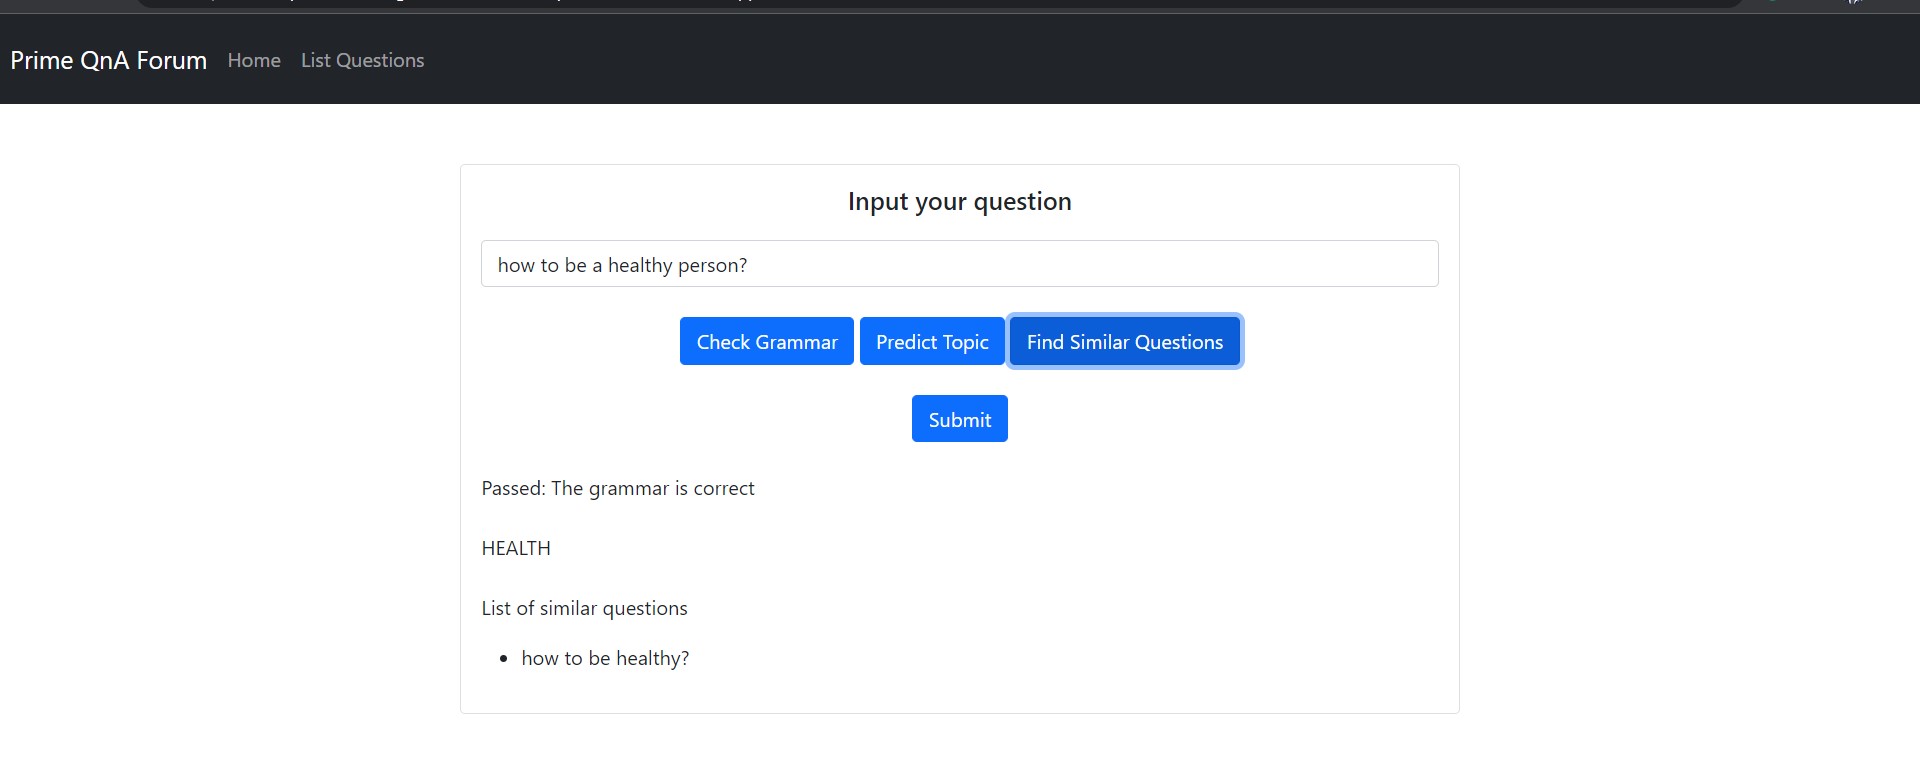 Prime QnA Forum Home List Questions
Input your question
how to be a healthy person?
Check Grammar Predict Topic Find Similar Questions
Submit
Passed: The grammar is correct
HEALTH
List of similar questions
• how to be healthy?